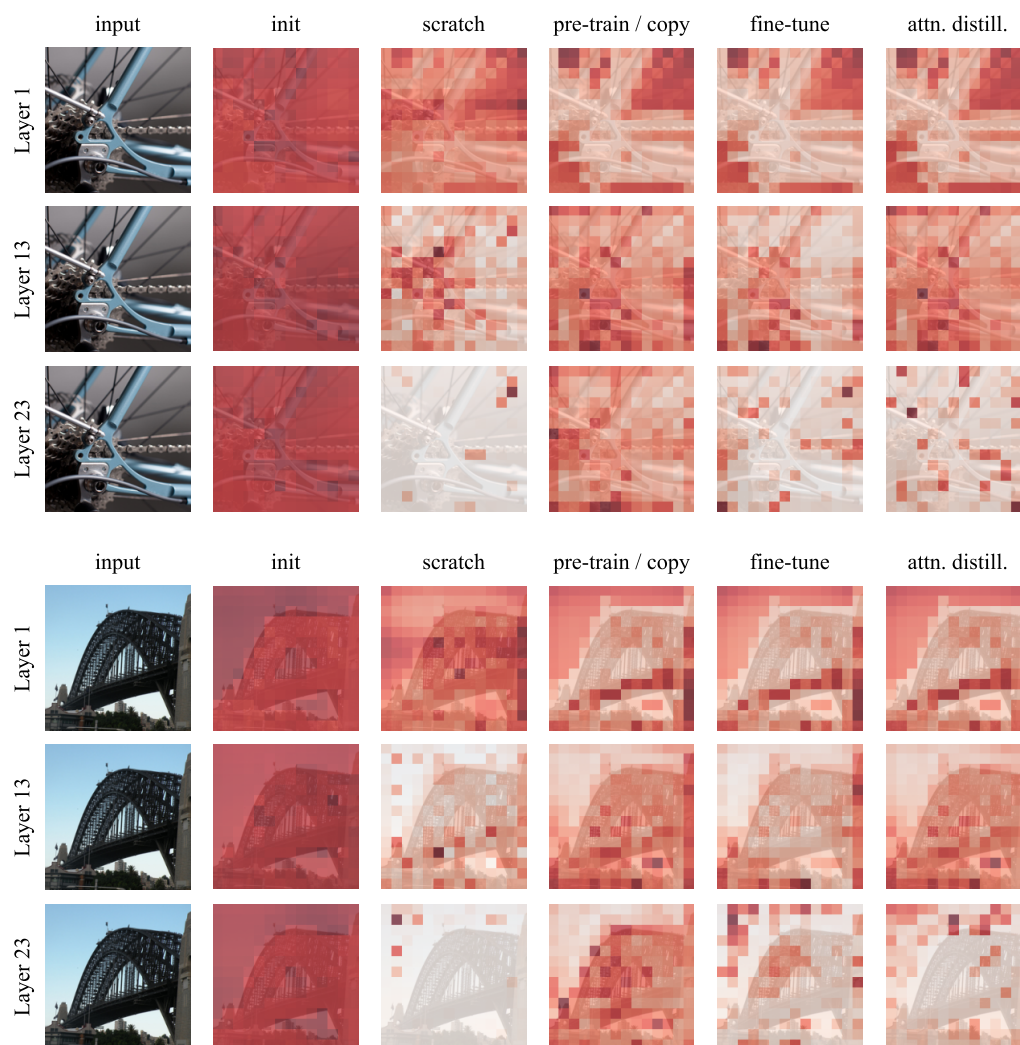 input init scratch pre-train / copy fine-tune attn. distill.
Layer 1
Layer 13
Layer 23
input init scratch pre-train / copy fine-tune attn. distill.
Layer 1
Layer 13
Layer 23